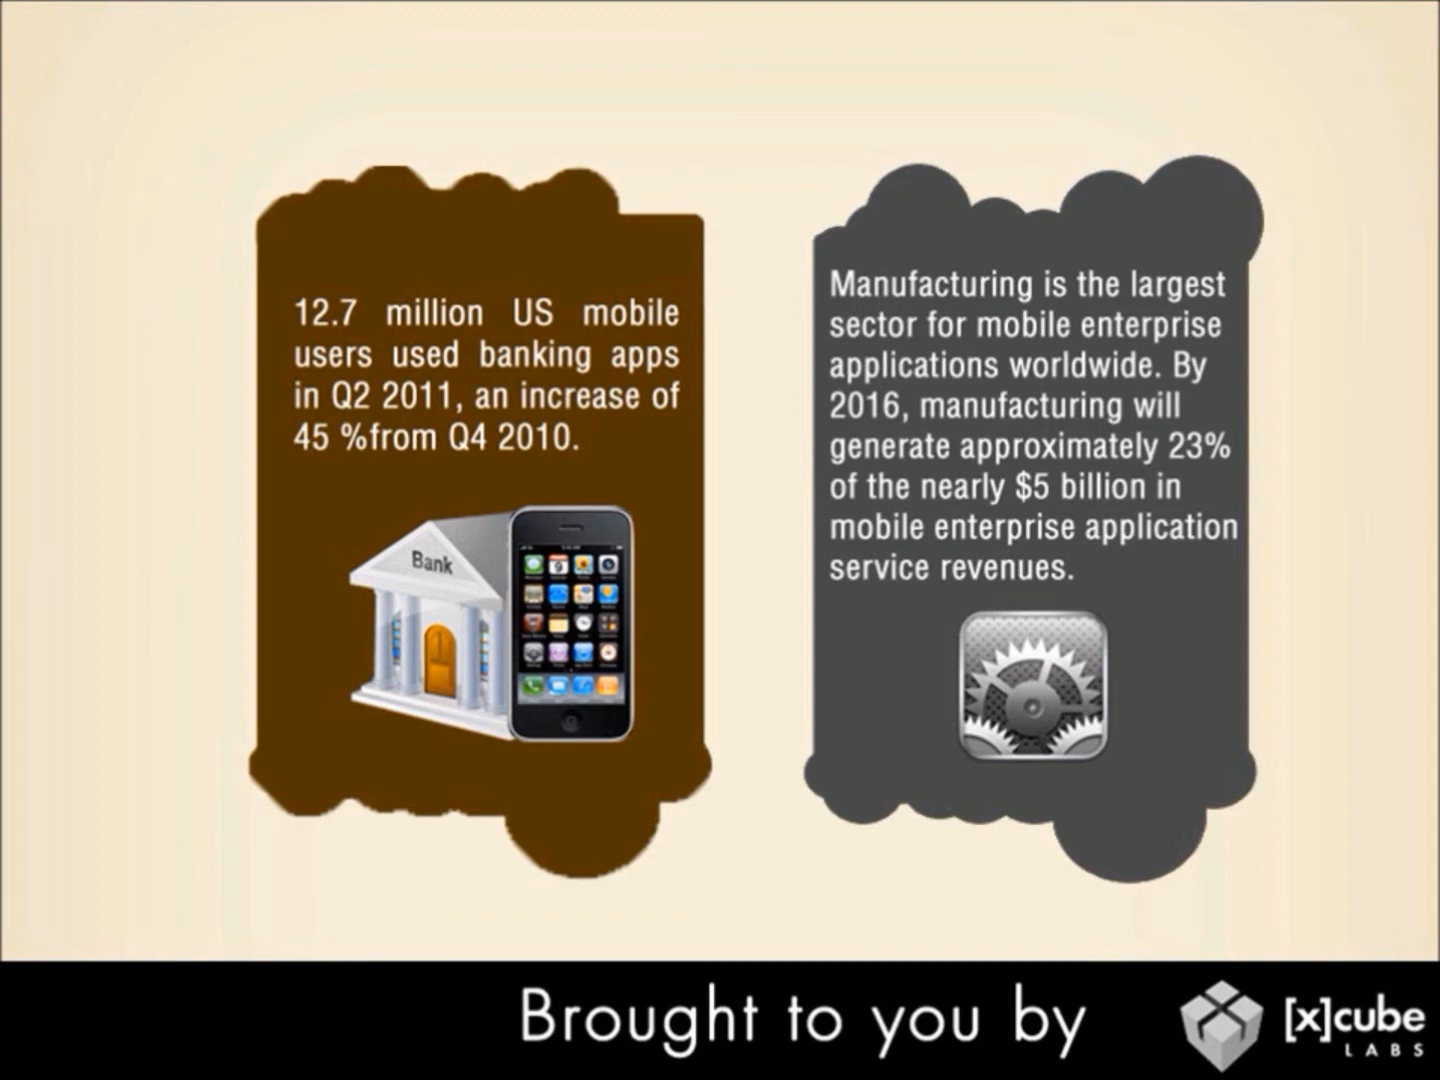 12.7 million US mobile
users used banking apps
in Q2 2011, an increase of
45 %from Q4 2010.
Bank
Manufacturing is the largest
sector for mobile enterprise
applications worldwide. By
2016, manufacturing will
generate approximately 23%
of the nearly $5 billion in
mobile enterprise application
service revenues.
Brought to you by
[x]cube
LABS